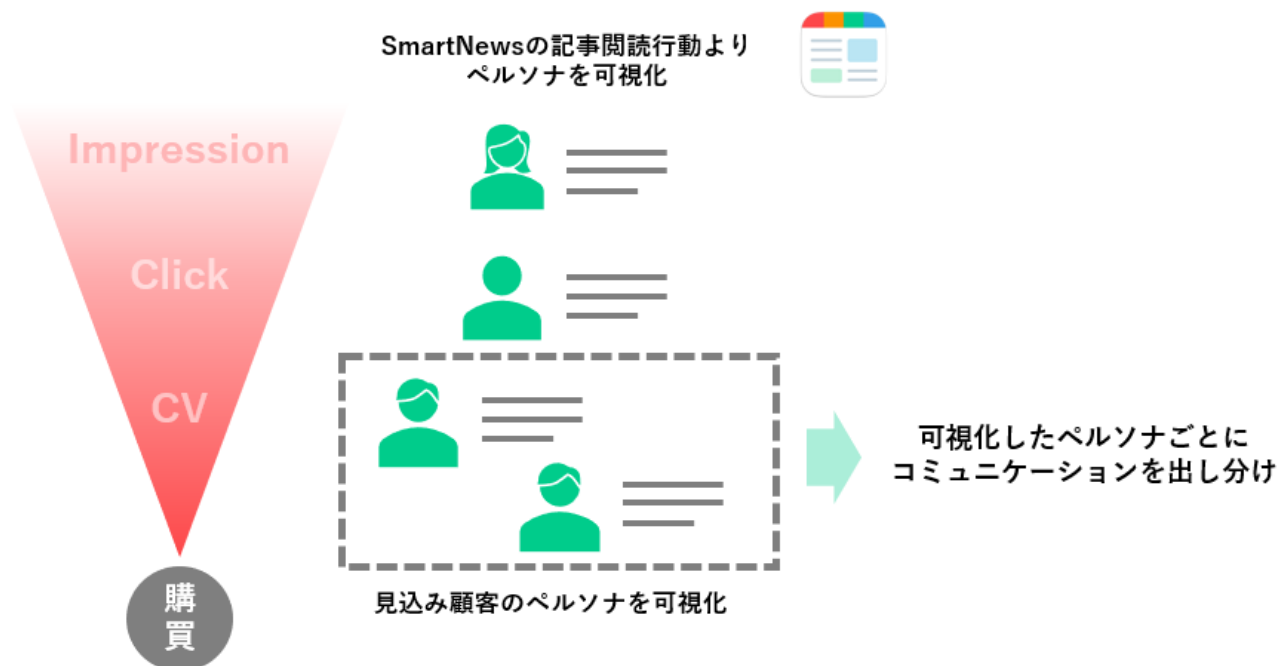 SmartNewsの記事閲読行動より
ペルソナを可視化
Impression
Click
CV
購
買
見込み顧客のペルソナを可視化
可視化したペルソナごとに
コミュニケーションを出し分け